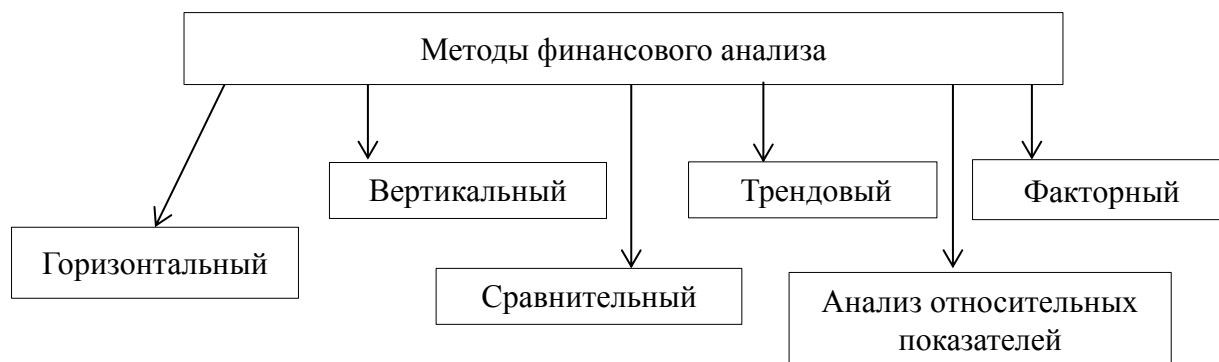 Методы финансового анализа
Вертикальный
Трендовый
Факторный
Горизонтальный
Сравнительный
Анализ относительных
показателей